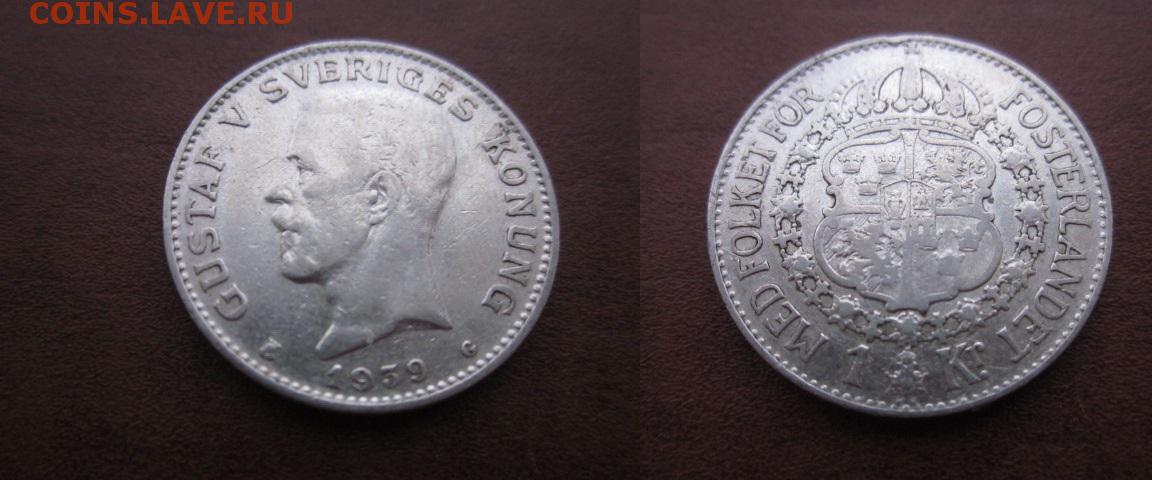 COINS.LAVE.RU
GUSTAF V SVERIGES KONUNG
G
1939
MED FOLKET FÖR FOSTERLANDET
1 Kr